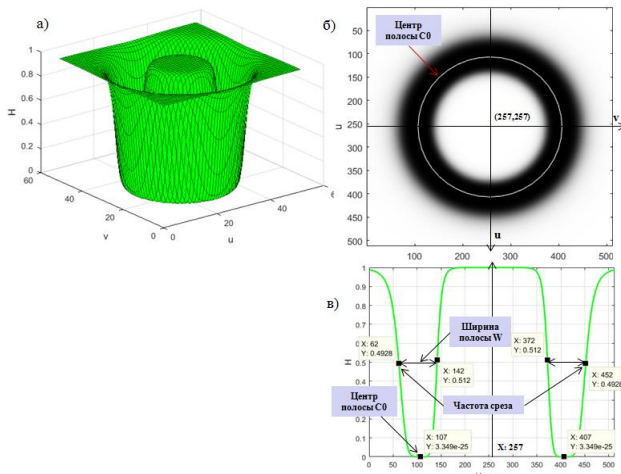 а)
1
0.8
0.6
0.4
0.2
0
H
60
40
20
0
v
0
20
40
6
u
б)
Центр
полосы C0
0
50
100
150
200
250
300
350
400
450
500
u
(257,257)
v
u
100 200 300 400 500
в)
1
0.9
0.8
0.7
0.6
0.5
0.4
0.3
0.2
0.1
0
H
X: 62
Y: 0.4928
Ширина
полосы W
X: 142
Y: 0.512
X: 372
Y: 0.512
X: 452
Y: 0.4928
Центр
полосы C0
Частота среза
X: 107
Y: 3.349e-25
X: 257
X: 407
Y: 3.349e-25
0 50 100 150 200 250 300 350 400 450 500